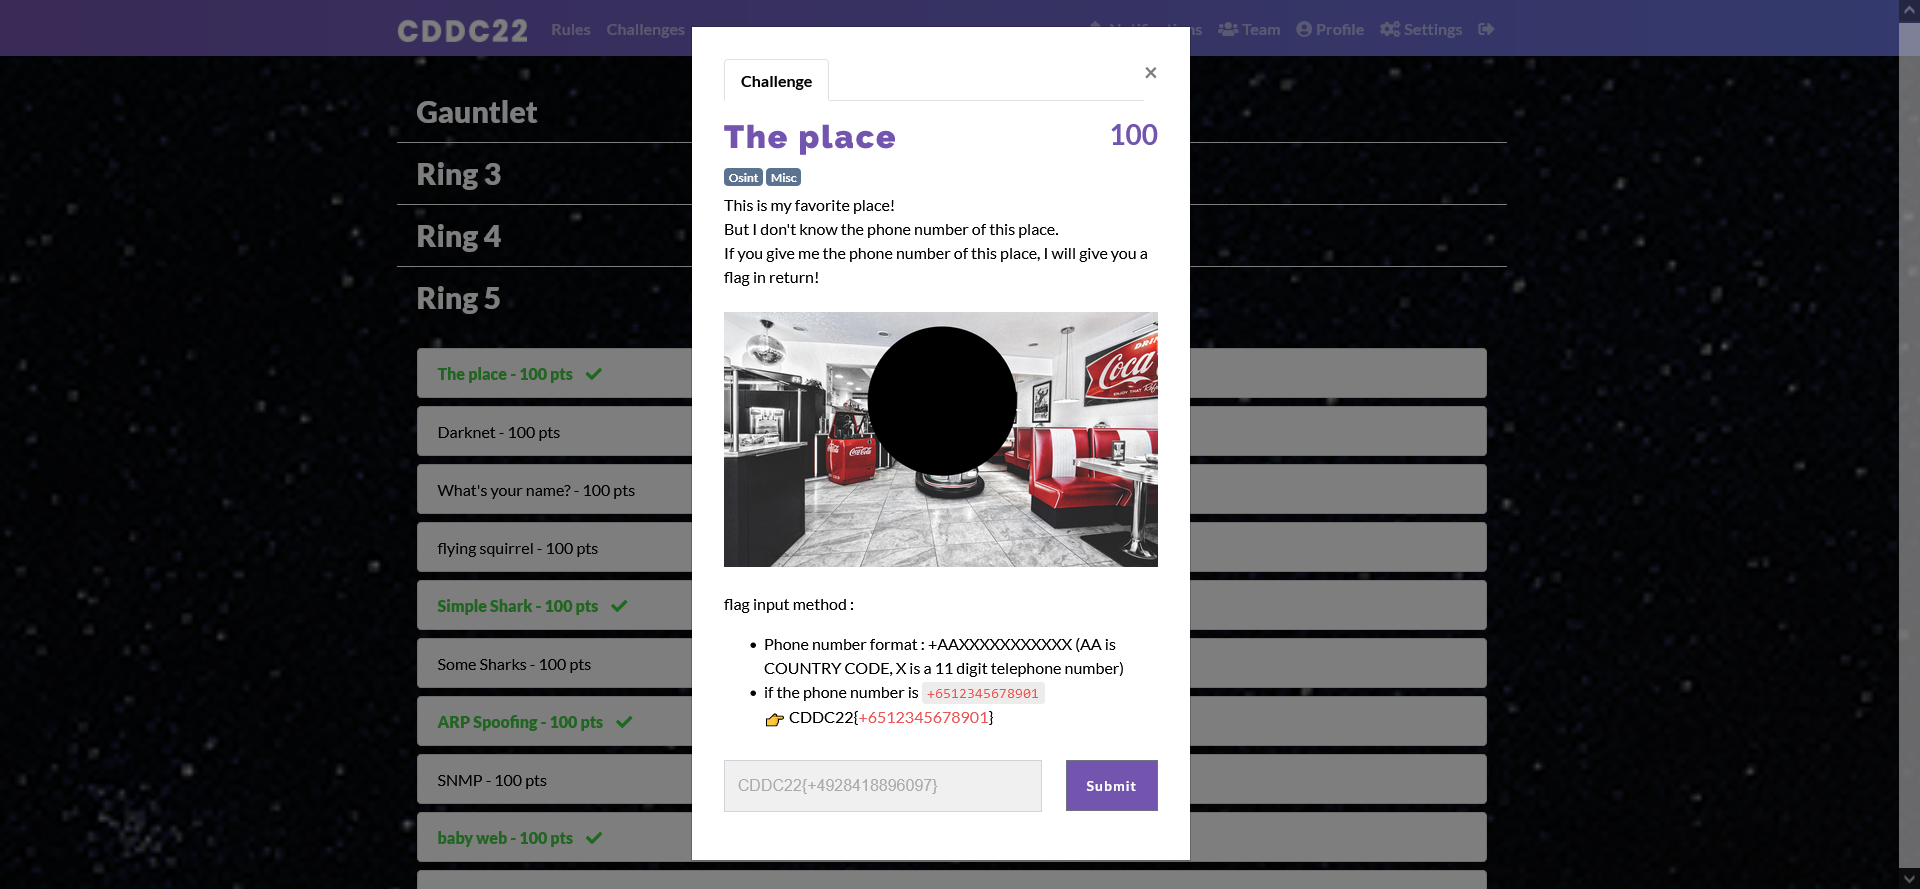 CDDC22 Rules Challenges Notifications Team Profile Settings
Gauntlet
Ring 3
Ring 4
Ring 5
The place - 100 pts
Darknet - 100 pts
What's your name? - 100 pts
flying squirrel - 100 pts
Simple Shark - 100 pts
Some Sharks - 100 pts
ARP Spoofing - 100 pts
SNMP - 100 pts
baby web - 100 pts
Challenge
×
The place 100
Osint Misc
This is my favorite place!
But I don't know the phone number of this place.
If you give me the phone number of this place, I will give you a
flag in return!
DRIN
Coca
ENJOY THAT
Coca-Cola
flag input method :
• Phone number format : +AAXXXXXXXXXXX (AA is
COUNTRY CODE, X is a 11 digit telephone number)
• if the phone number is +6512345678901
👉 CDDC22{+6512345678901}
CDDC22{+4928418896097}
Submit